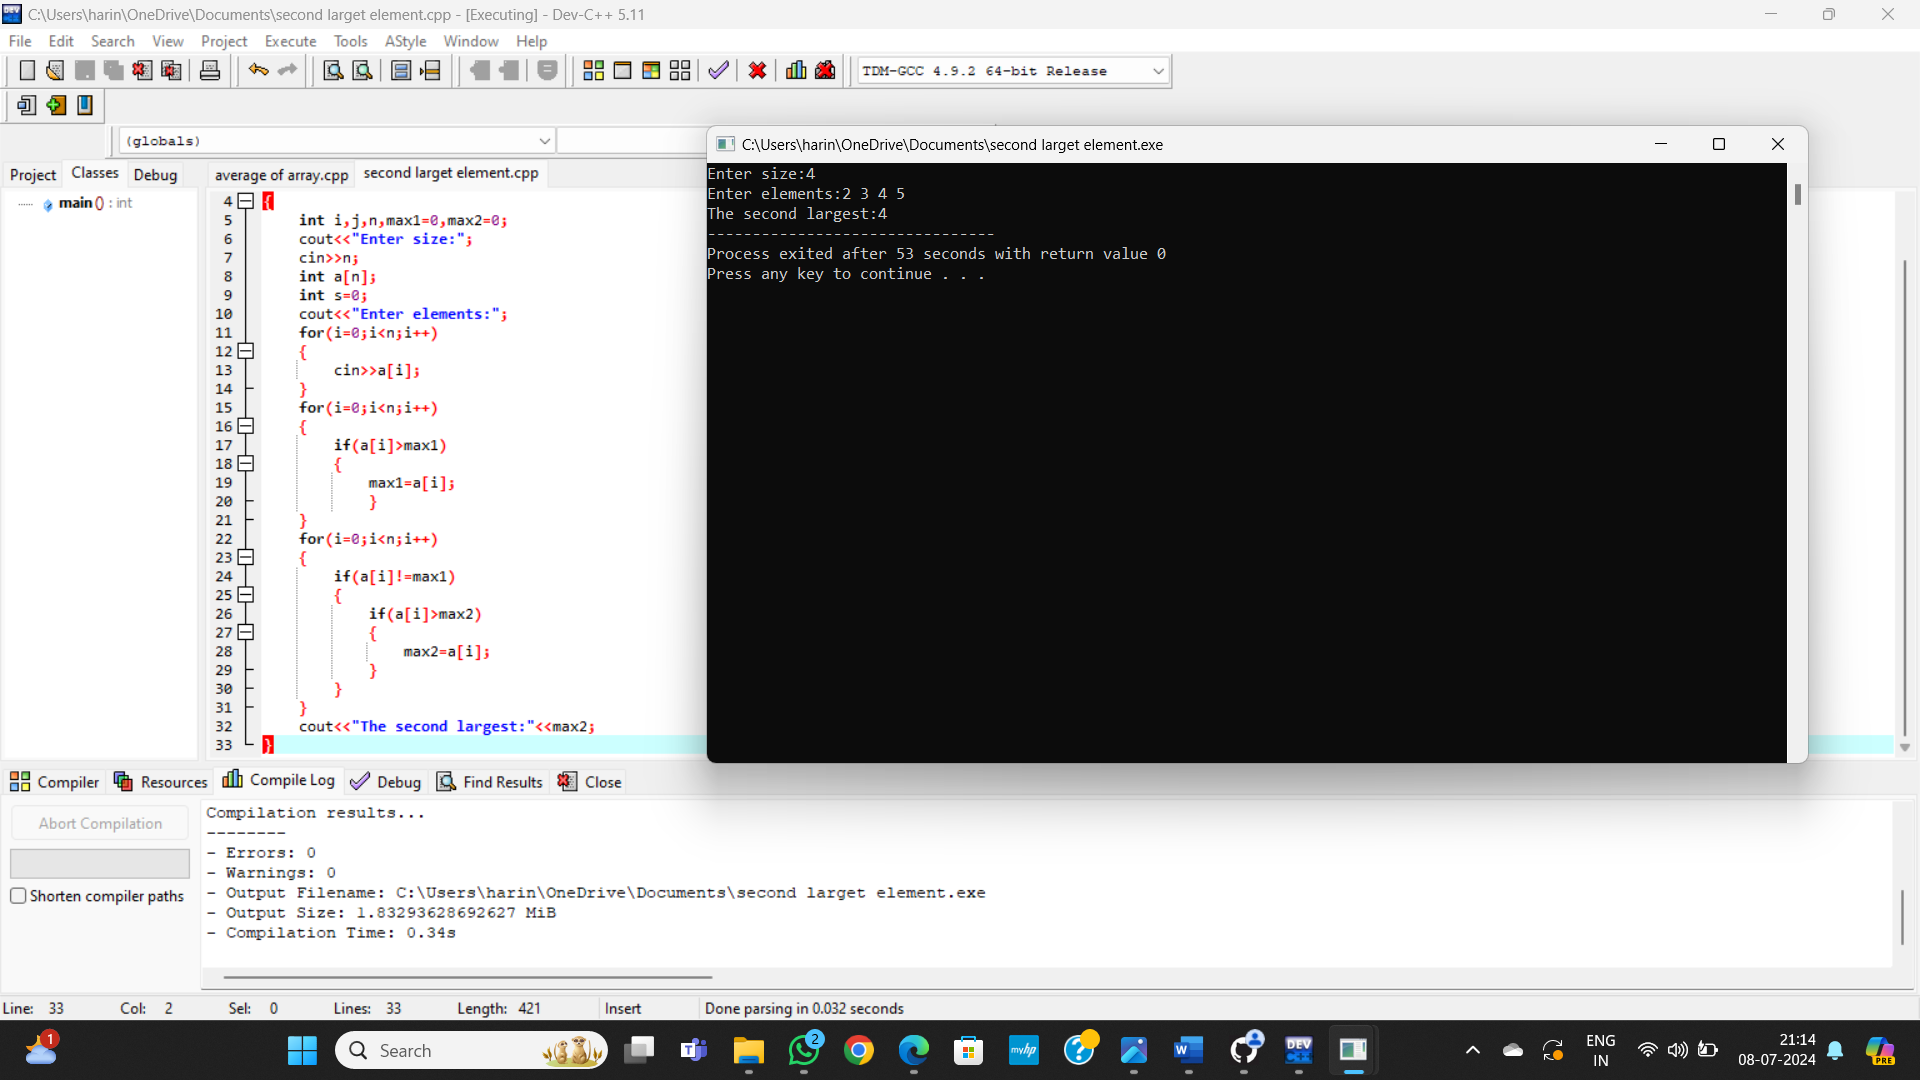 C:\Users\harin\OneDrive\Documents\second larget element.cpp - [Executing] - Dev-C++ 5.11
File Edit Search View Project Execute Tools AStyle Window Help
TDM-GCC 4.9.2 64-bit Release
(globals)
Project Classes Debug
average of array.cpp second larget element.cpp
main () : int
4 {
5 int i,j,n,max1=0,max2=0;
6 cout<<"Enter size:";
7 cin>>n;
8 int a[n];
9 int s=0;
10 cout<<"Enter elements:";
11 for(i=0;i<n;i++)
12 {
13 cin>>a[i];
14 }
15 for(i=0;i<n;i++)
16 {
17 if(a[i]>max1)
18 {
19 max1=a[i];
20 }
21 }
22 for(i=0;i<n;i++)
23 {
24 if(a[i]!=max1)
25 {
26 if(a[i]>max2)
27 {
28 max2=a[i];
29 }
30 }
31 }
32 cout<<"The second largest:"<<max2;
33 }
C:\Users\harin\OneDrive\Documents\second larget element.exe
Enter size:4
Enter elements:2 3 4 5
The second largest:4
--------------------------------
Process exited after 53 seconds with return value 0
Press any key to continue . . .
Compiler Resources Compile Log Debug Find Results Close
Abort Compilation
Shorten compiler paths
Compilation results...
--------
- Errors: 0
- Warnings: 0
- Output Filename: C:\Users\harin\OneDrive\Documents\second larget element.exe
- Output Size: 1.83293628692627 MiB
- Compilation Time: 0.34s
Line: 33 Col: 2 Sel: 0 Lines: 33 Length: 421 Insert Done parsing in 0.032 seconds
1
Search
2
myhp
DEV C++
ENG
IN
21:14
08-07-2024
PRE